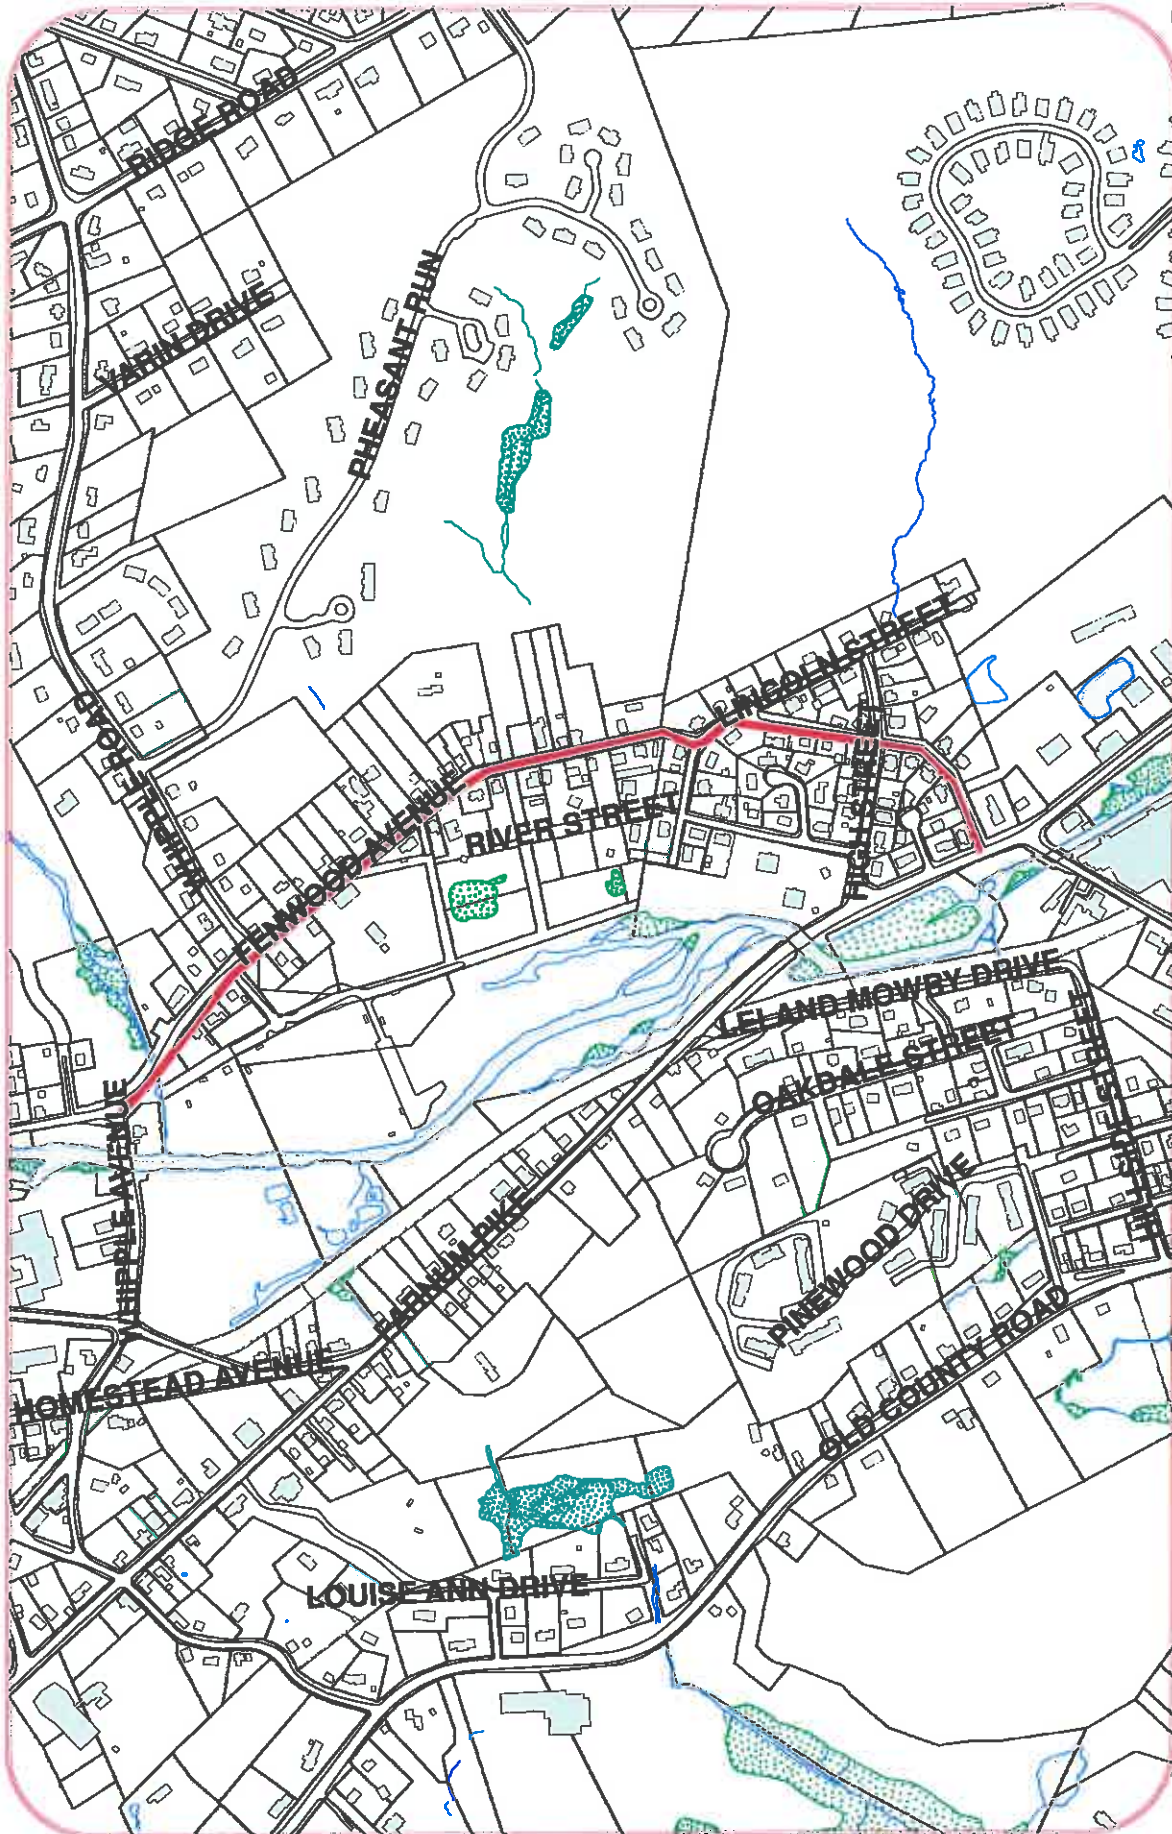 RIDGE ROAD
VARIN DRIVE
PHEASANT RUN
LINCOLN STREET
WHIPPLE ROAD
HIGH STREET
FENWOOD AVENUE
RIVER STREET
LELAND MOWRY DRIVE
OAKDALE STREET
WHIPPLE AVENUE
PINEWOOD DRIVE
FARNUM PIKE
OLD COUNTY ROAD
HOMESTEAD AVENUE
LOUISE ANN DRIVE